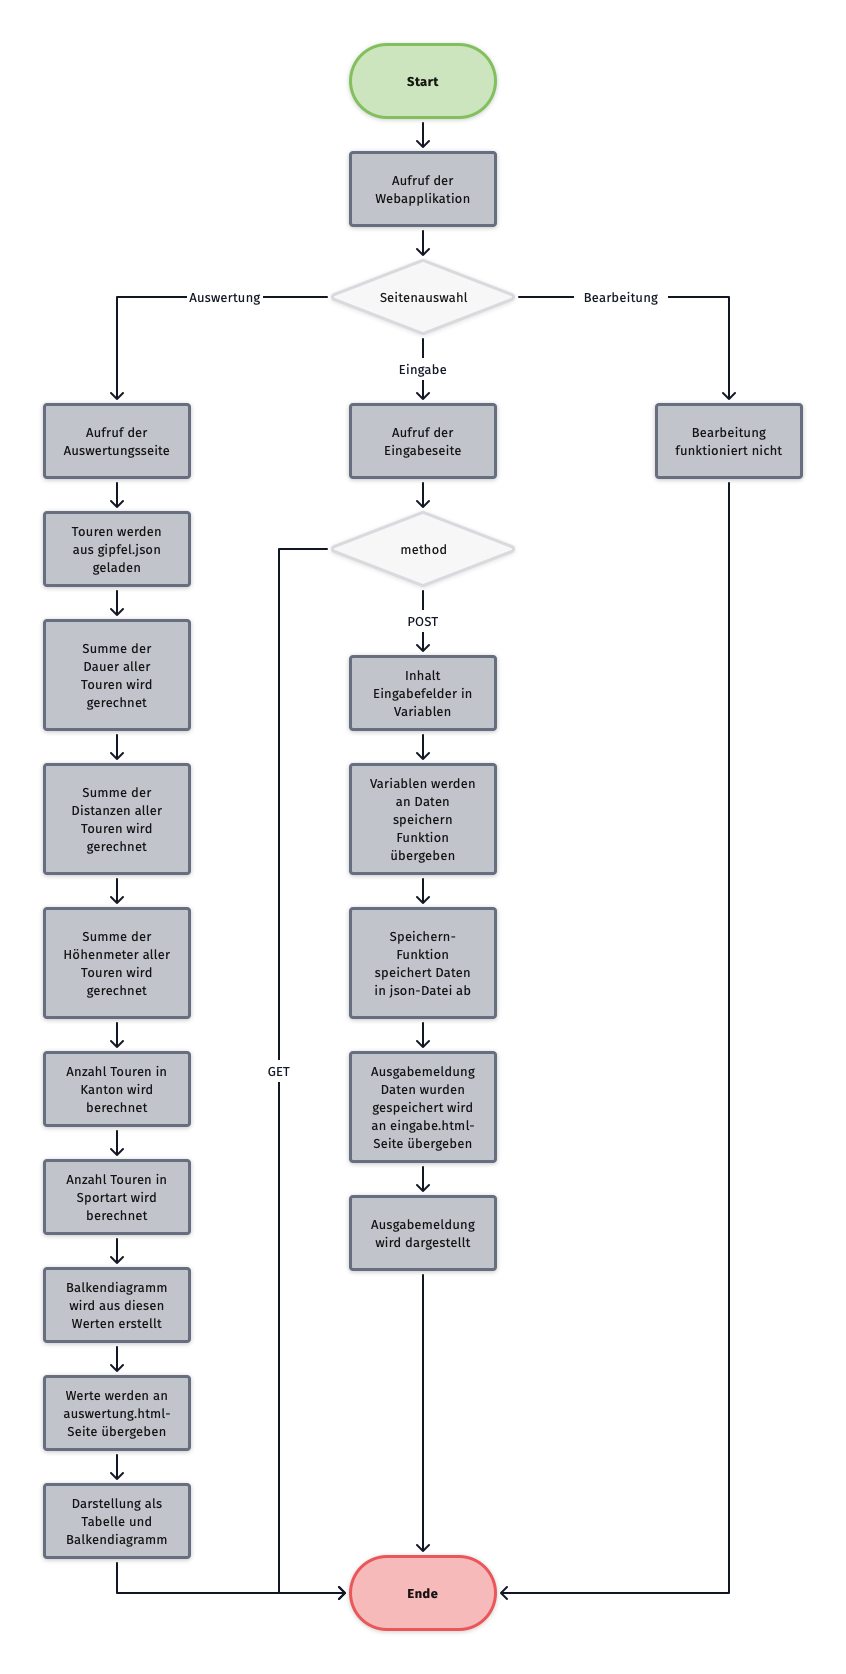 Start
Aufruf der
Webapplikation
Seitenauswahl
Auswertung
Eingabe
Bearbeitung
Aufruf der
Auswertungsseite
Touren werden
aus gipfel.json
geladen
Summe der
Dauer aller
Touren wird
gerechnet
Summe der
Distanzen aller
Touren wird
gerechnet
Summe der
Höhenmeter aller
Touren wird
gerechnet
Anzahl Touren in
Kanton wird
berechnet
Anzahl Touren in
Sportart wird
berechnet
Balkendiagramm
wird aus diesen
Werten erstellt
Werte werden an
auswertung.html-
Seite übergeben
Darstellung als
Tabelle und
Balkendiagramm
Aufruf der
Eingabeseite
method
GET
POST
Inhalt
Eingabefelder in
Variablen
Variablen werden
an Daten
speichern
Funktion
übergeben
Speichern-
Funktion
speichert Daten
in json-Datei ab
Ausgabemeldung
Daten wurden
gespeichert wird
an eingabe.html-
Seite übergeben
Ausgabemeldung
wird dargestellt
Bearbeitung
funktioniert nicht
Ende